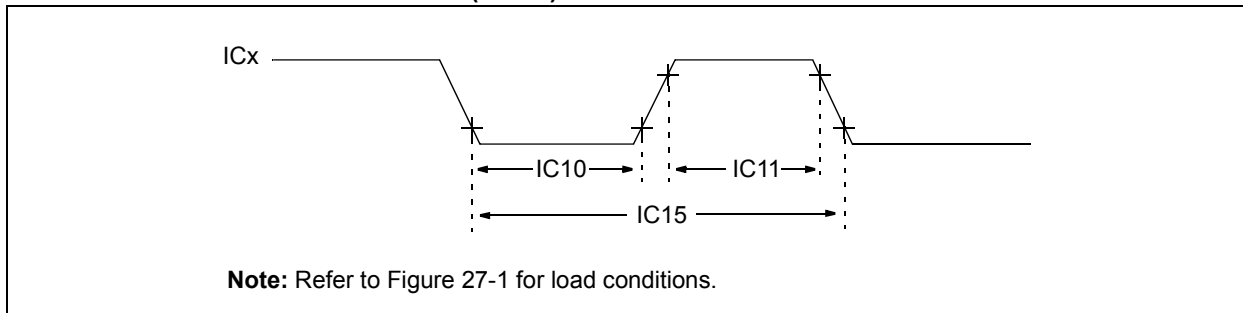 ICx
IC10
IC11
IC15
Note: Refer to Figure 27-1 for load conditions.